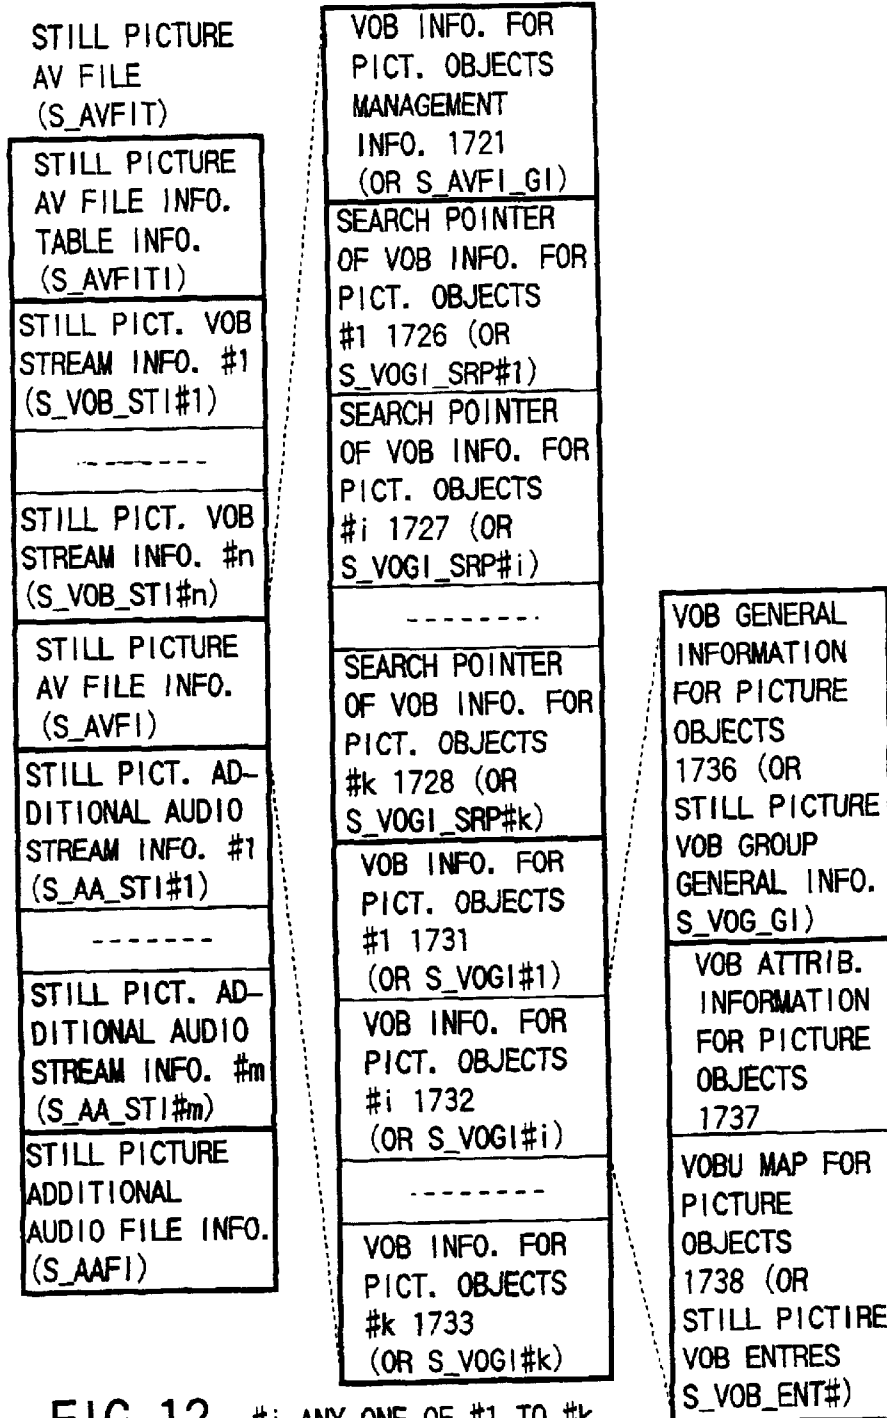 STILL PICTURE
AV FILE
(S_AVFIT)
STILL PICTURE
AV FILE INFO.
TABLE INFO.
(S_AVFITI)
STILL PICT. VOB
STREAM INFO. #1
(S_VOB_STI#1)
--------
STILL PICT. VOB
STREAM INFO. #n
(S_VOB_STI#n)
STILL PICTURE
AV FILE INFO.
(S_AVFI)
STILL PICT. AD-
DITIONAL AUDIO
STREAM INFO. #1
(S_AA_STI#1)
-------
STILL PICT. AD-
DITIONAL AUDIO
STREAM INFO. #m
(S_AA_STI#m)
STILL PICTURE
ADDITIONAL
AUDIO FILE INFO.
(S_AAFI)
VOB INFO. FOR
PICT. OBJECTS
MANAGEMENT
INFO. 1721
(OR S_AVFI_GI)
SEARCH POINTER
OF VOB INFO. FOR
PICT. OBJECTS
#1 1726 (OR
S_VOGI_SRP#1)
SEARCH POINTER
OF VOB INFO. FOR
PICT. OBJECTS
#i 1727 (OR
S_VOGI_SRP#i)
--------
SEARCH POINTER
OF VOB INFO. FOR
PICT. OBJECTS
#k 1728 (OR
S_VOGI_SRP#k)
VOB INFO. FOR
PICT. OBJECTS
#1 1731
(OR S_VOGI#1)
VOB INFO. FOR
PICT. OBJECTS
#i 1732
(OR S_VOGI#i)
--------
VOB INFO. FOR
PICT. OBJECTS
#k 1733
(OR S_VOGI#k)
VOB GENERAL
INFORMATION
FOR PICTURE
OBJECTS
1736 (OR
STILL PICTURE
VOB GROUP
GENERAL INFO.
S_VOG_GI)
VOB ATTRIB.
INFORMATION
FOR PICTURE
OBJECTS
1737
VOBU MAP FOR
PICTURE
OBJECTS
1738 (OR
STILL PICTIRE
VOB ENTRES
S_VOB_ENT#)
FIG 12 #i ANY ONE OF #1 TO #k